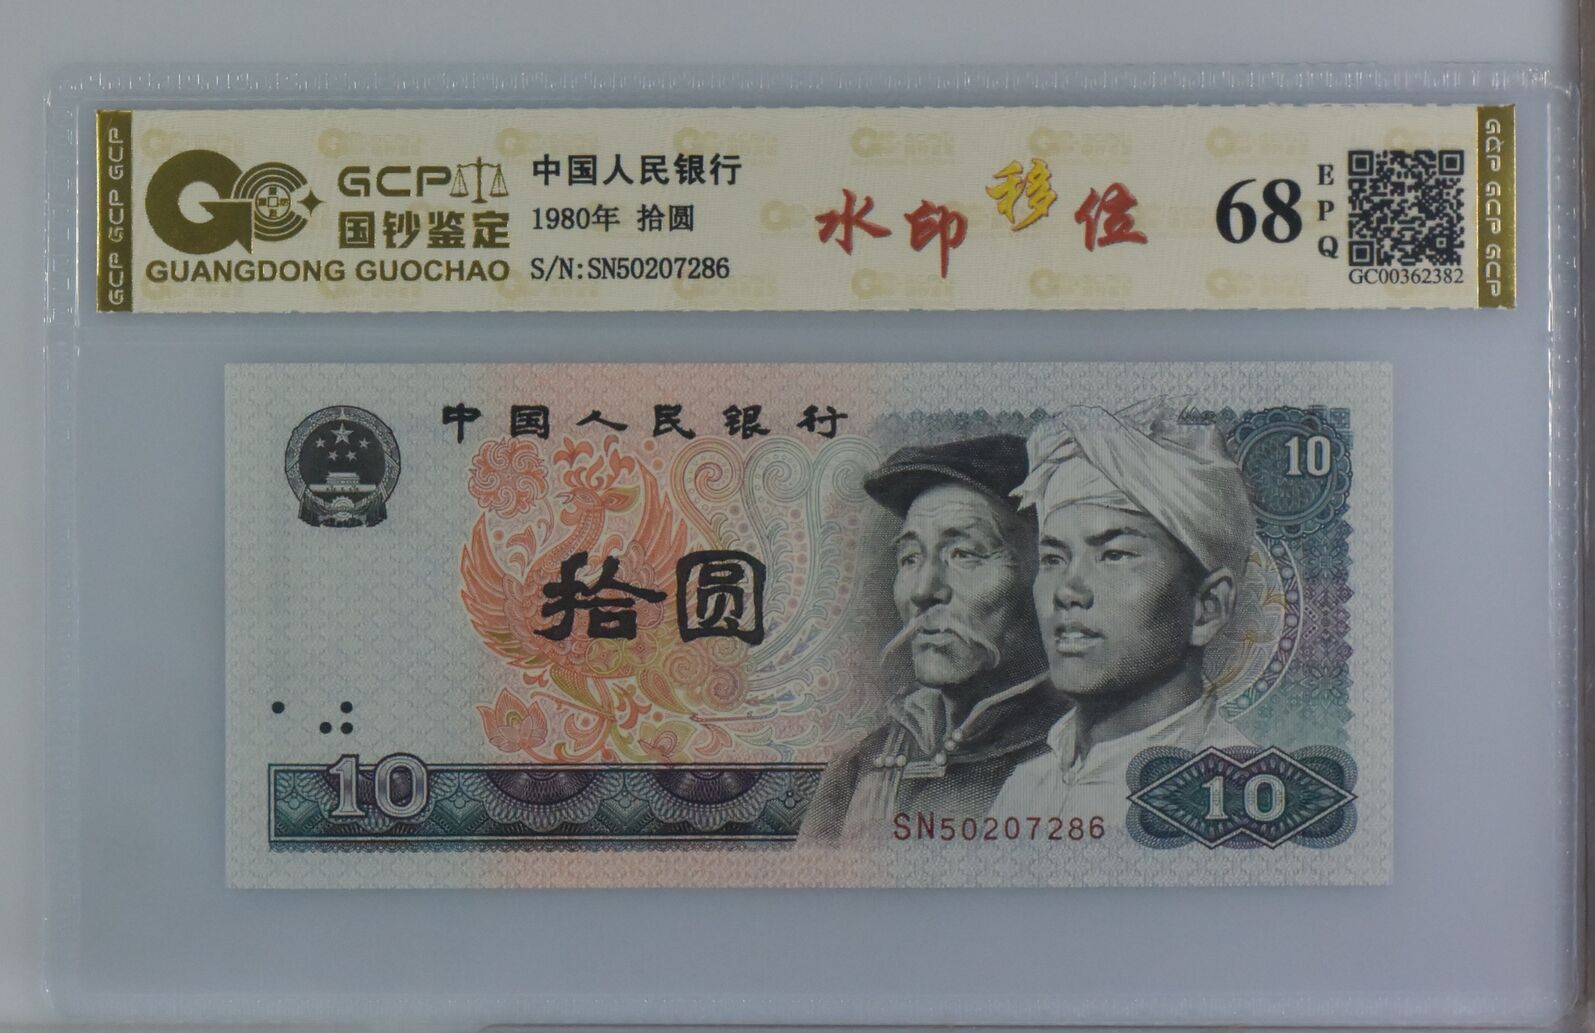 GCP GCP GCP
GCP
国钞鉴定
GUANGDONG GUOCHAO
中国人民银行
1980年 拾圆
S/N:SN50207286
水印移位
68
EPQ
GC00362382
GCP GCP GCP
中国人民银行
10
拾圆
10
SN50207286
10